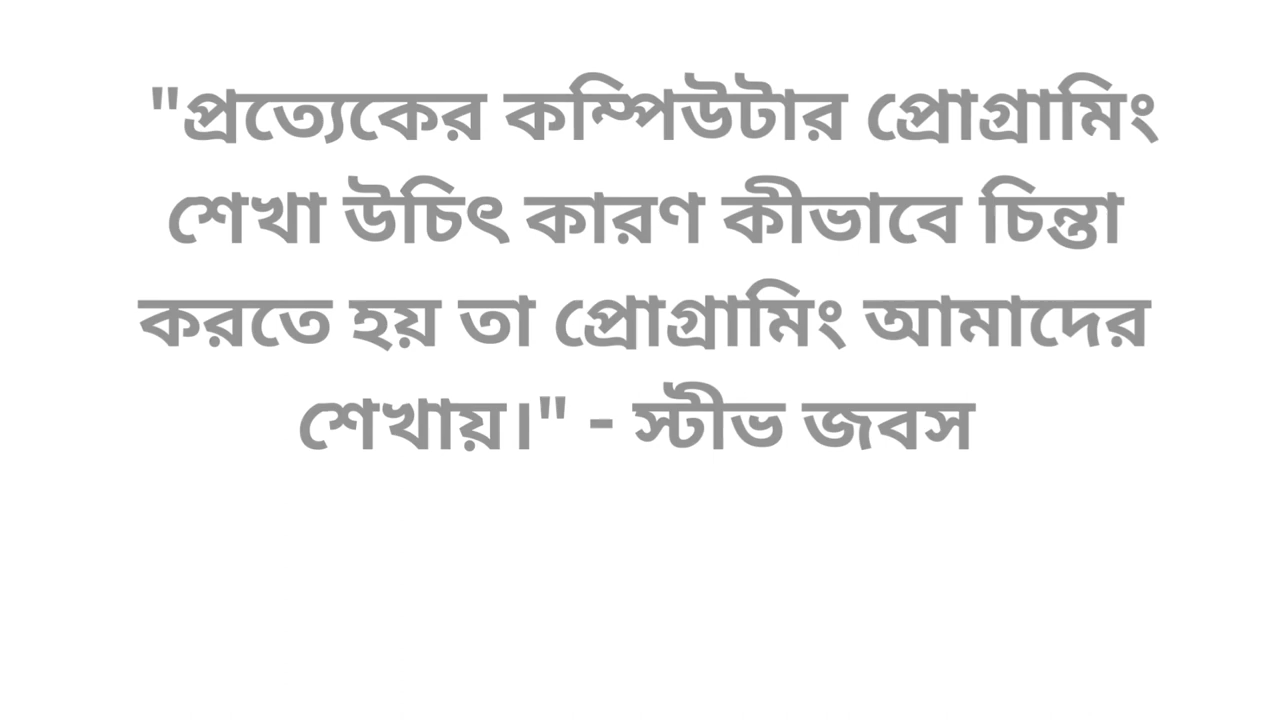 "প্রত্যেকের কম্পিউটার প্রোগ্রামিং
শেখা উচিৎ কারণ কীভাবে চিন্তা
করতে হয় তা প্রোগ্রামিং আমাদের
শেখায়।" - স্টীভ জবস